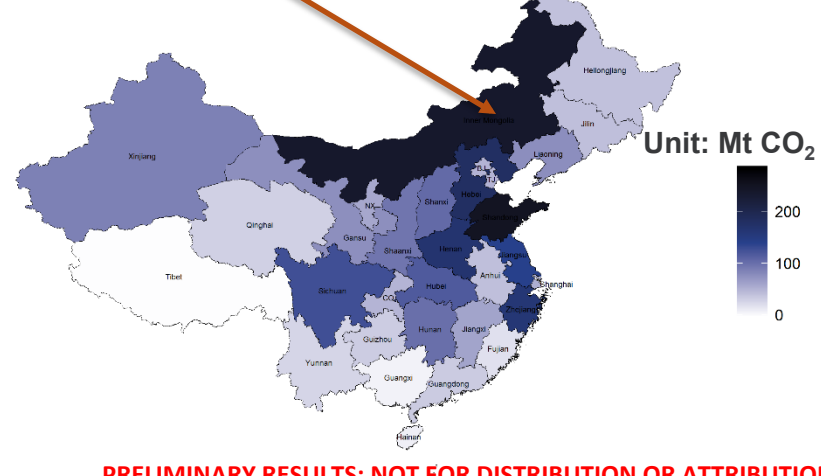 Heilongjiang
Inner Mongolia
Jilin
Unit: Mt CO₂
Xinjiang
Liaoning
BJ
TJ
Hebei
Shanxi
200
NX
Shandong
Qinghai
Gansu
Shaanxi
Henan
Jiangsu
100
Tibet
Anhui
Sichuan
Hubei
Shanghai
CQ
Zhejiang
0
Guizhou
Hunan
Jiangxi
Fujian
Yunnan
Guangxi
Guangdong
Hainan
PRELIMINARY RESULTS: NOT FOR DISTRIBUTION OR ATTRIBUTION